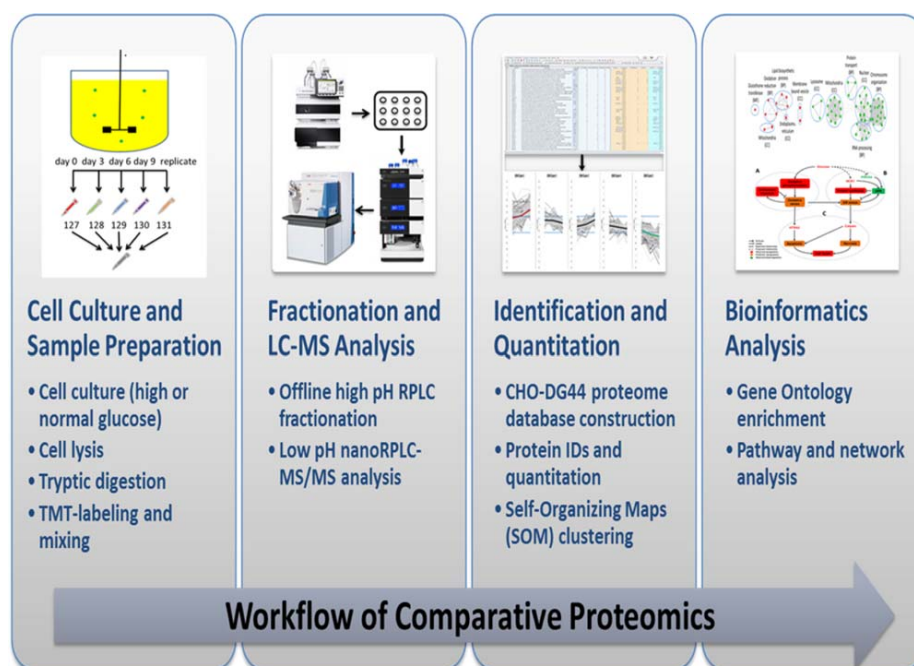 day 0 day 3 day 6 day 9 replicate
127 128 129 130 131
Cell Culture and
Sample Preparation
• Cell culture (high or
normal glucose)
• Cell lysis
• Tryptic digestion
• TMT-labeling and
mixing
Fractionation and
LC-MS Analysis
• Offline high pH RPLC
fractionation
• Low pH nanoRPLC-
MS/MS analysis
Identification and
Quantitation
• CHO-DG44 proteome
database construction
• Protein IDs and
quantitation
• Self-Organizing Maps
(SOM) clustering
A
B
C
Bioinformatics
Analysis
• Gene Ontology
enrichment
• Pathway and network
analysis
Workflow of Comparative Proteomics